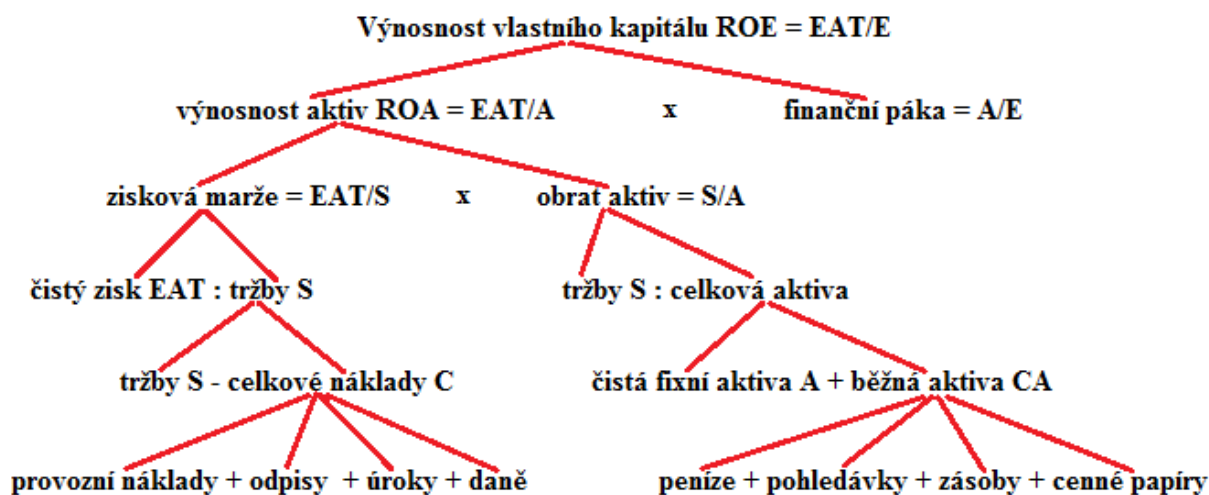 Výnosnost vlastního kapitálu ROE = EAT/E
výnosnost aktiv ROA = EAT/A x finanční páka = A/E
zisková marže = EAT/S x obrat aktiv = S/A
čistý zisk EAT : tržby S tržby S : celková aktiva
tržby S - celkové náklady C čistá fixní aktiva A + běžná aktiva CA
provozní náklady + odpisy + úroky + daně peníze + pohledávky + zásoby + cenné papíry